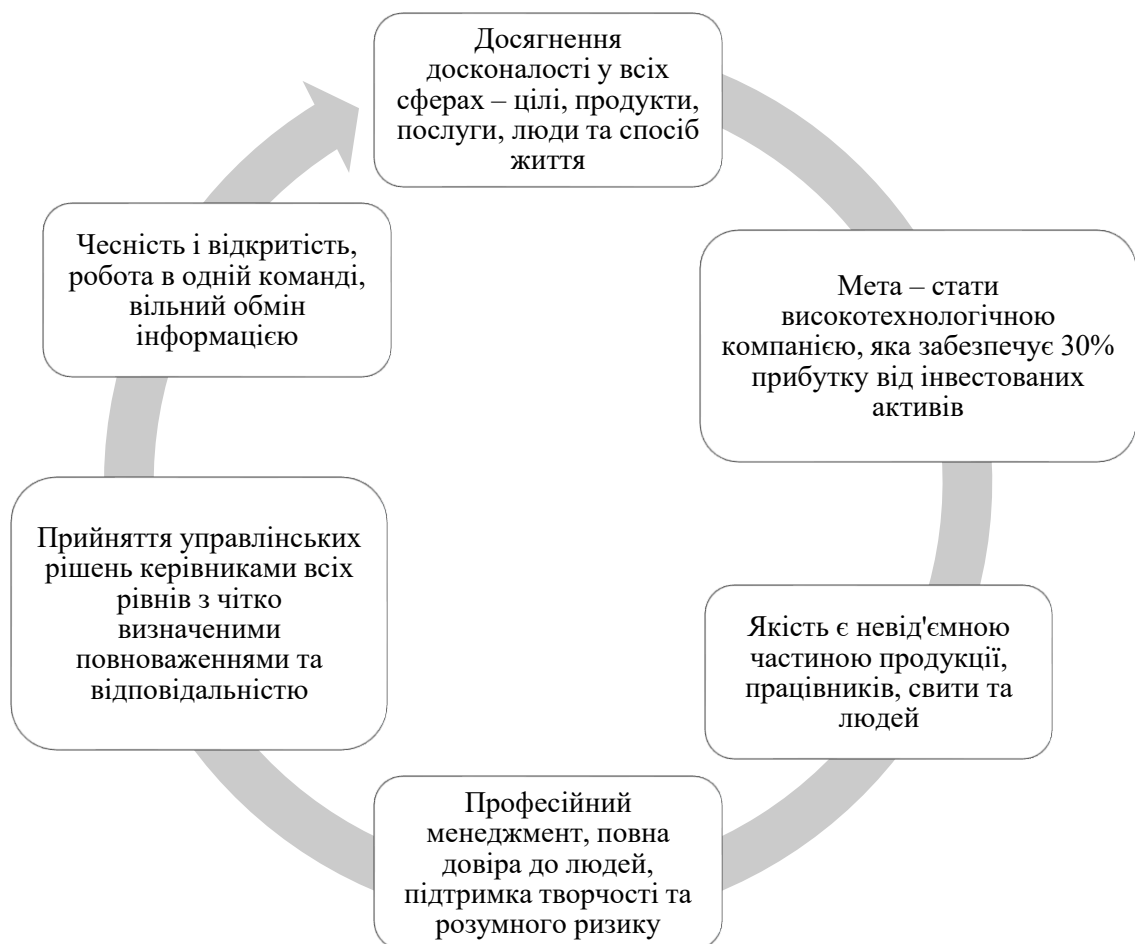 Досягнення
досконалості у всіх
сферах – цілі, продукти,
послуги, люди та спосіб
життя
Мета – стати
високотехнологічною
компанією, яка забезпечує 30%
прибутку від інвестованих
активів
Якість є невід'ємною
частиною продукції,
працівників, свити та
людей
Професійний
менеджмент, повна
довіра до людей,
підтримка творчості та
розумного ризику
Прийняття управлінських
рішень керівниками всіх
рівнів з чітко
визначеними
повноваженнями та
відповідальністю
Чесність і відкритість,
робота в одній команді,
вільний обмін
інформацією